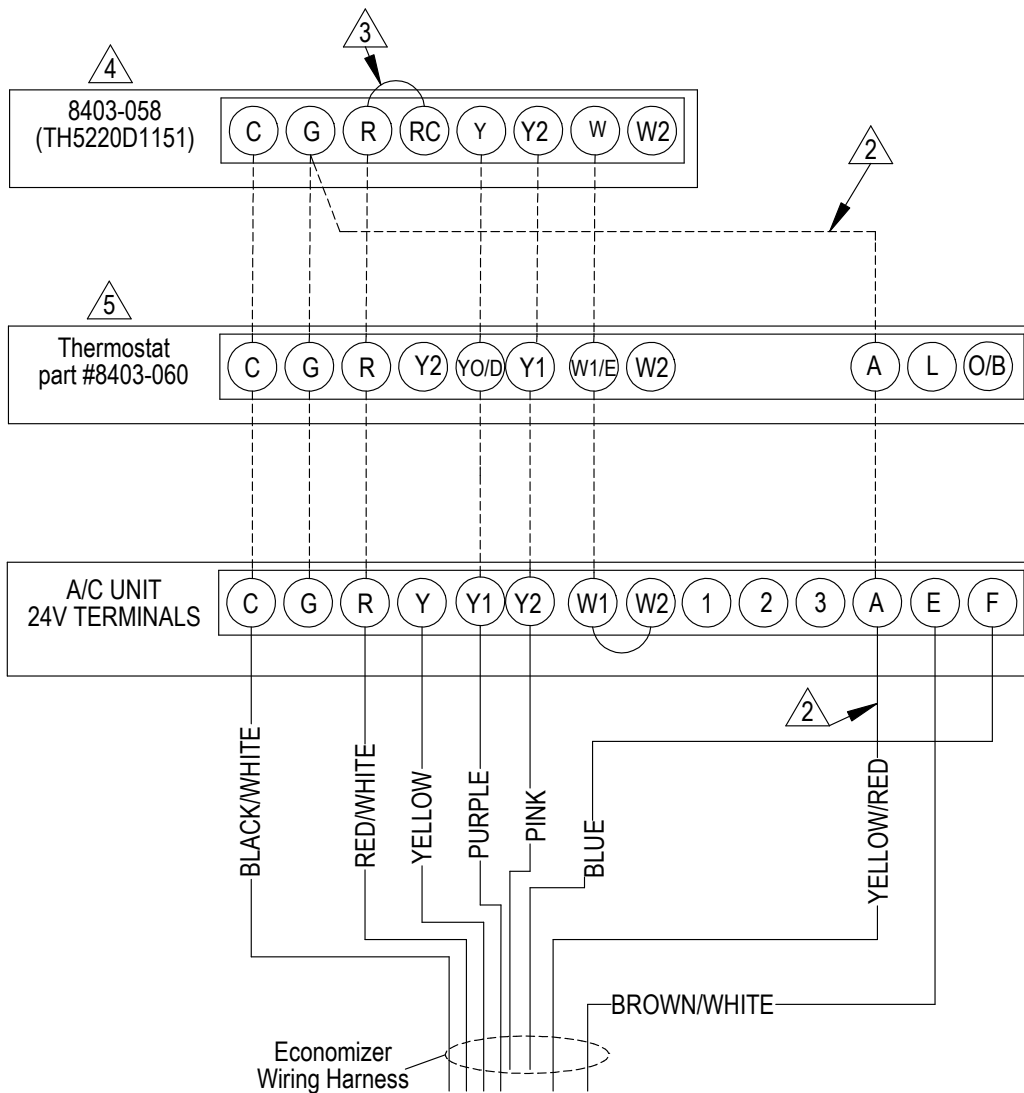 3
4
8403-058
(TH5220D1151)
C G R RC Y Y2 W W2
2
5
Thermostat
part #8403-060
C G R Y2 YO/D Y1 W1/E W2 A L O/B
A/C UNIT
24V TERMINALS
C G R Y Y1 Y2 W1 W2 1 2 3 A E F
2
BLACK/WHITE
RED/WHITE
YELLOW
PURPLE
PINK
BLUE
YELLOW/RED
BROWN/WHITE
Economizer
Wiring Harness